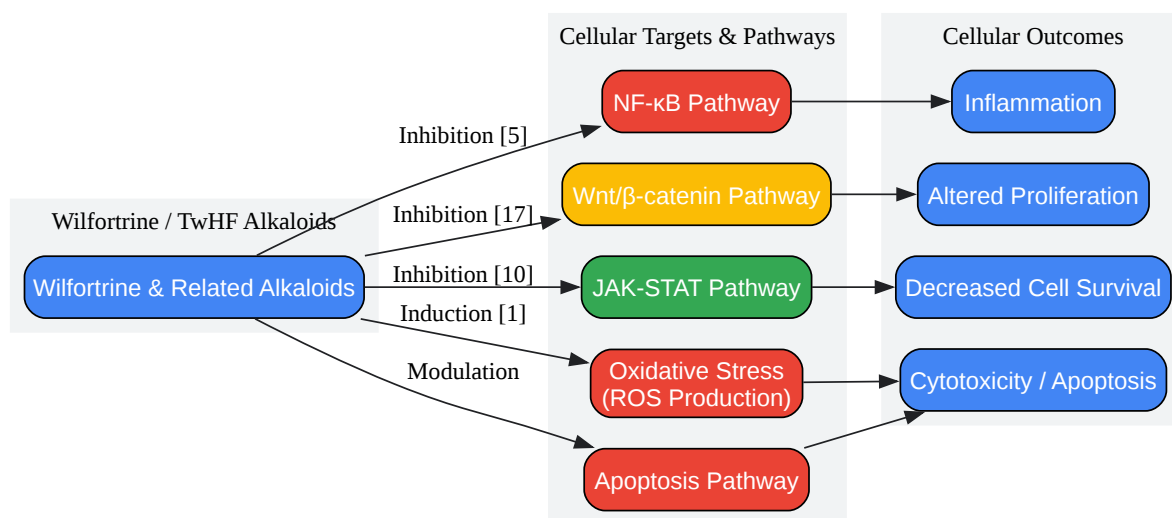 Cellular Targets & Pathways
Cellular Outcomes
NF-κB Pathway
Inflammation
Inhibition [5]
Wnt/β-catenin Pathway
Altered Proliferation
Wilfortrine / TwHF Alkaloids
Inhibition [17]
Wilfortrine & Related Alkaloids
Inhibition [10]
JAK-STAT Pathway
Decreased Cell Survival
Induction [1]
Oxidative Stress
(ROS Production)
Cytotoxicity / Apoptosis
Modulation
Apoptosis Pathway